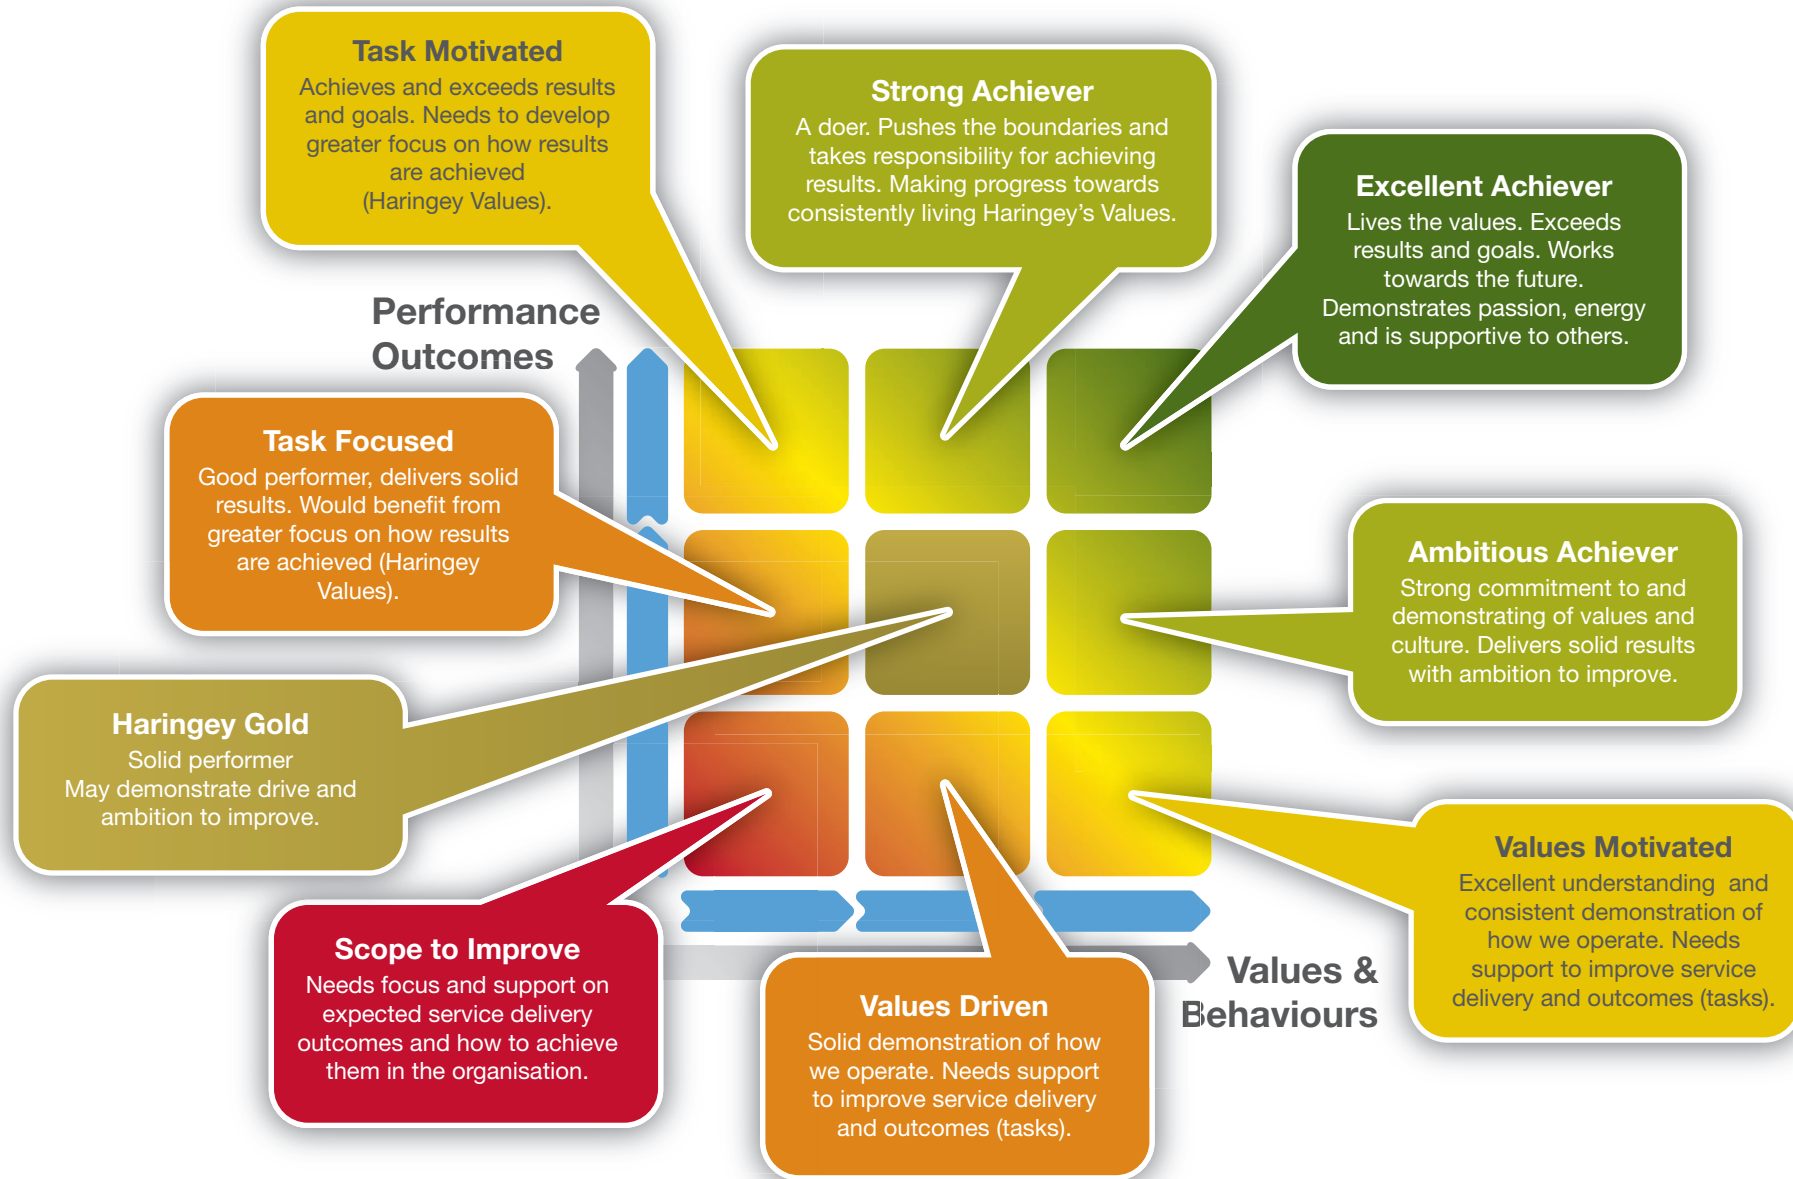 Task Motivated
Achieves and exceeds results
and goals. Needs to develop
greater focus on how results
are achieved
(Haringey Values).
Strong Achiever
A doer. Pushes the boundaries and
takes responsibility for achieving
results. Making progress towards
consistently living Haringey’s Values.
Excellent Achiever
Lives the values. Exceeds
results and goals. Works
towards the future.
Demonstrates passion, energy
and is supportive to others.
Performance
Outcomes
Task Focused
Good performer, delivers solid
results. Would benefit from
greater focus on how results
are achieved (Haringey
Values).
Ambitious Achiever
Strong commitment to and
demonstrating of values and
culture. Delivers solid results
with ambition to improve.
Haringey Gold
Solid performer
May demonstrate drive and
ambition to improve.
Values Motivated
Excellent understanding  and
consistent demonstration of
how we operate. Needs
support to improve service
delivery and outcomes (tasks).
Scope to Improve
Needs focus and support on
expected service delivery
outcomes and how to achieve
them in the organisation.
Values Driven
Solid demonstration of how
we operate. Needs support
to improve service delivery
and outcomes (tasks).
Values &
Behaviours